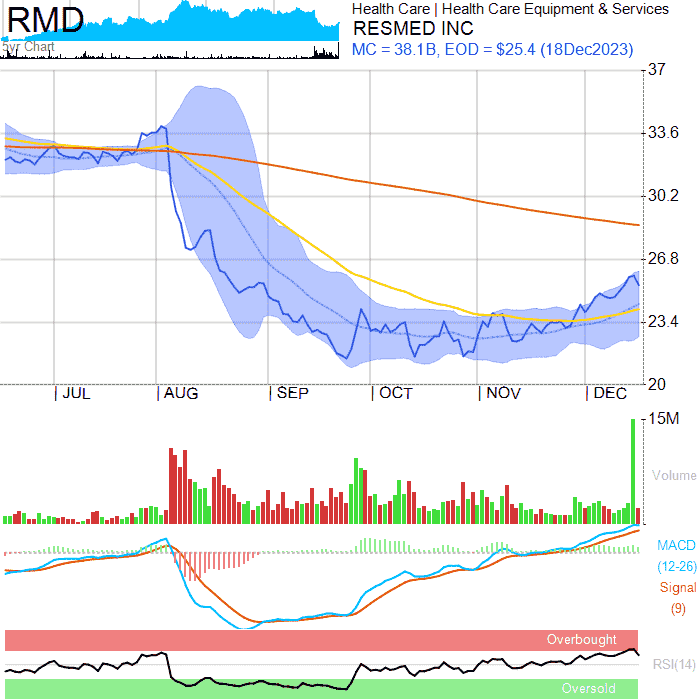 RMD
5yr Chart
Health Care | Health Care Equipment & Services
RESMED INC
MC = 38.1B, EOD = $25.4 (18Dec2023)
37
33.6
30.2
26.8
23.4
20
| JUL | AUG | SEP | OCT | NOV | DEC
15M
Volume
MACD
(12-26)
Signal
(9)
Overbought
RSI(14)
Oversold